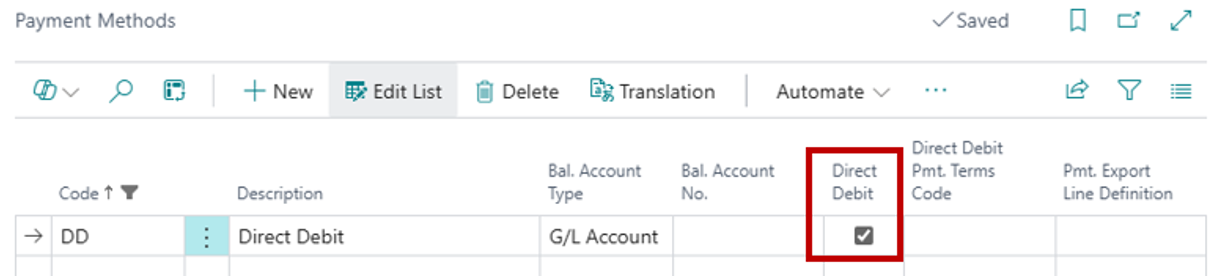 Payment Methods
Saved
New
Edit List
Delete
Translation
Automate
Code
Description
Bal. Account
Type
Bal. Account
No.
Direct
Debit
Direct Debit
Pmt. Terms
Code
Pmt. Export
Line Definition
DD
Direct Debit
G/L Account